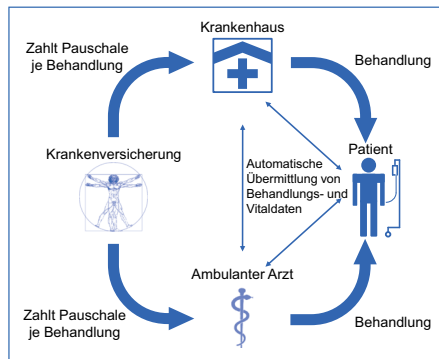 Krankenhaus
Zahlt Pauschale
je Behandlung
Behandlung
Krankenversicherung
Patient
Automatische
Übermittlung von
Behandlungs- und
Vitaldaten
Ambulanter Arzt
Zahlt Pauschale
je Behandlung
Behandlung